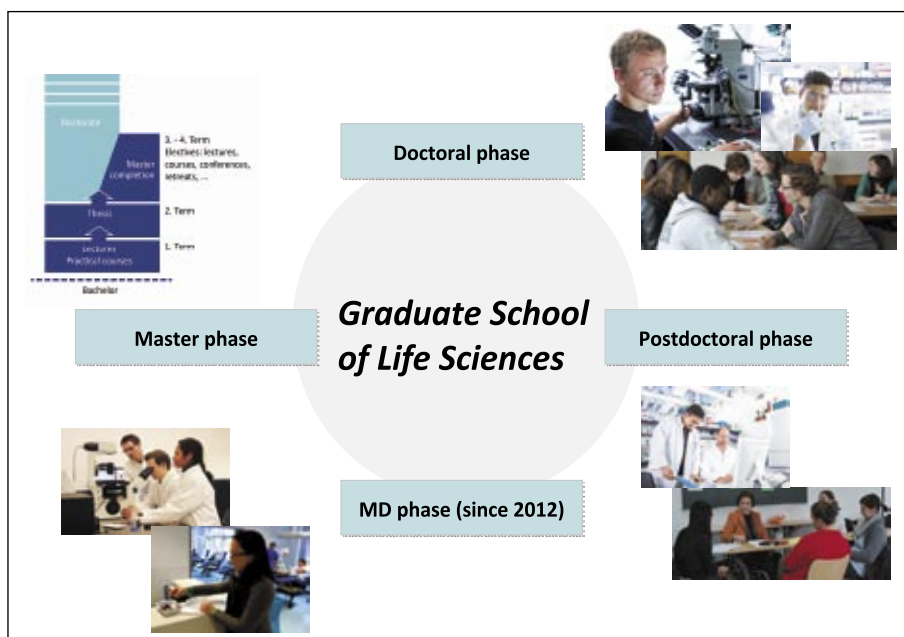 Doctorate
Master
completion
3. - 4. Term
Electives: lectures,
courses, conferences,
retreats, ...
Thesis
2. Term
Lectures
Practical courses
1. Term
Bachelor
Doctoral phase
Graduate School
of Life Sciences
Master phase
Postdoctoral phase
MD phase (since 2012)